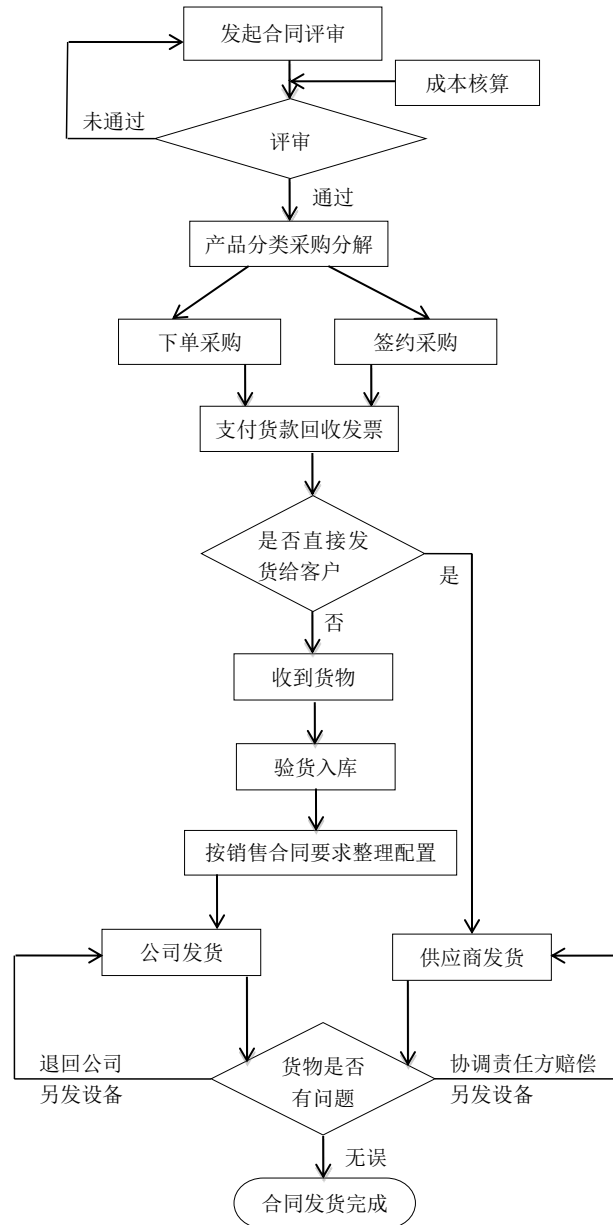 发起合同评审
成本核算
未通过
评审
通过
产品分类采购分解
下单采购
签约采购
支付货款回收发票
是否直接发
货给客户
是
否
收到货物
验货入库
按销售合同要求整理配置
公司发货
供应商发货
退回公司
另发设备
货物是否
有问题
协调责任方赔偿
另发设备
无误
合同发货完成